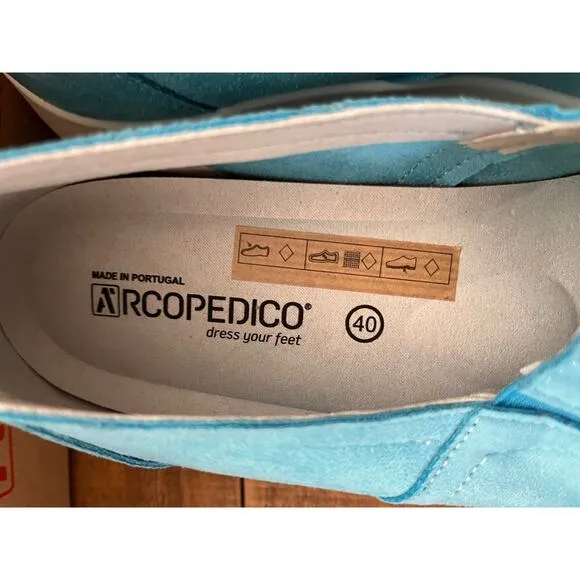 MADE IN PORTUGAL
ARCOPEDICO®
dress your feet
40